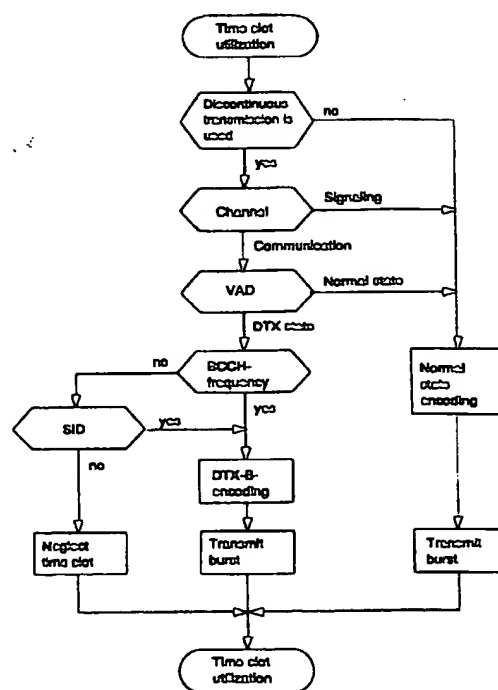 Time slot
utilization
Discontinuous
transmission is
used
no
yes
Channel
Signaling
Communication
VAD
Normal state
DTX state
no
BCCH-
frequency
Normal
state
encoding
yes
SID
yes
no
DTX-B-
encoding
Neglect
time slot
Transmit
burst
Transmit
burst
Time slot
utilization